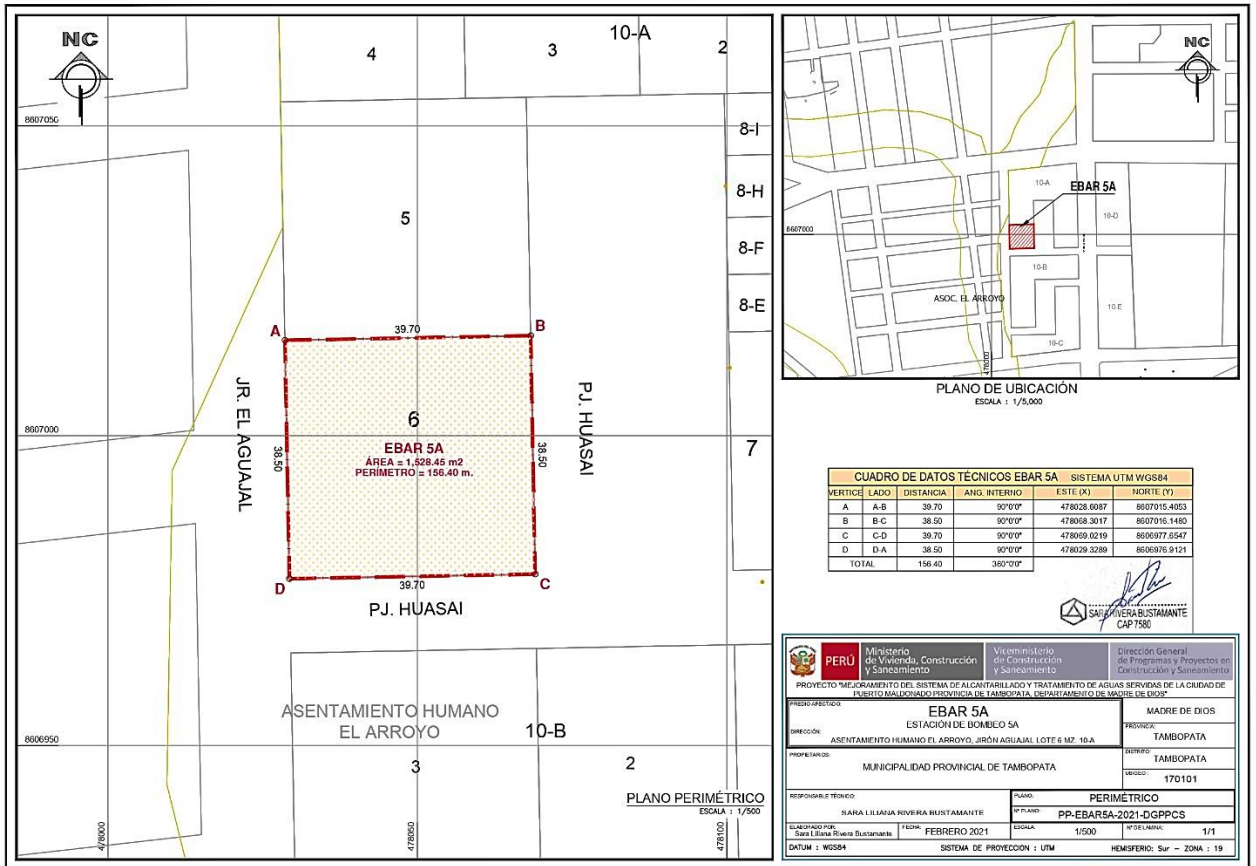 NC
4
3
10-A
2
8607050
8-I
8-H
8-F
8-E
5
A
39.70
B
JR. EL AGUAJAL
38.50
8607000
6
EBAR 5A
ÁREA = 1,528.45 m2
PERÍMETRO = 156.40 m.
38.50
PJ. HUASAI
7
D
39.70
C
PJ. HUASAI
ASENTAMIENTO HUMANO
EL ARROYO
10-B
8606950
3
2
PLANO PERIMÉTRICO
ESCALA : 1/500
478000
478050
478100
NC
10-A
EBAR 5A
10-D
8607000
10-B
ASOC. EL ARROYO
10-E
10-C
478000
PLANO DE UBICACIÓN
ESCALA : 1/5,000
CUADRO DE DATOS TÉCNICOS EBAR 5A SISTEMA UTM WGS84
VERTICE LADO DISTANCIA ANG. INTERNO ESTE (X) NORTE (Y)
A A-B 39.70 90°0'0" 478028.6087 8607015.4053
B B-C 38.50 90°0'0" 478068.3017 8607016.1480
C C-D 39.70 90°0'0" 478069.0219 8606977.6547
D D-A 38.50 90°0'0" 478029.3289 8606976.9121
TOTAL 156.40 360°0'0"
SARA RIVERA BUSTAMANTE
CAP 7580
PERÚ
Ministerio
de Vivienda, Construcción
y Saneamiento
Viceministerio
de Construcción
y Saneamiento
Dirección General
de Programas y Proyectos en
Construcción y Saneamiento
PROYECTO "MEJORAMIENTO DEL SISTEMA DE ALCANTARILLADO Y TRATAMIENTO DE AGUAS SERVIDAS DE LA CIUDAD DE
PUERTO MALDONADO PROVINCIA DE TAMBOPATA, DEPARTAMENTO DE MADRE DE DIOS"
PREDIO AFECTADO:
EBAR 5A
ESTACIÓN DE BOMBEO 5A
DIRECCIÓN:
ASENTAMIENTO HUMANO EL ARROYO, JIRÓN AGUAJAL LOTE 6 MZ. 10-A
MADRE DE DIOS
PROVINCIA:
TAMBOPATA
PROPIETARIOS:
MUNICIPALIDAD PROVINCIAL DE TAMBOPATA
DISTRITO:
TAMBOPATA
UBIGEO:
170101
RESPONSABLE TÉCNICO:
SARA LILIANA RIVERA BUSTAMANTE
PLANO:
PERIMÉTRICO
N° PLANO:
PP-EBAR5A-2021-DGPPCS
ELABORADO POR:
Sara Liliana Rivera Bustamante
FECHA:
FEBRERO 2021
ESCALA:
1/500
N° DE LAMINA:
1/1
DATUM : WGS84
SISTEMA DE PROYECCION : UTM
HEMISFERIO: Sur - ZONA : 19